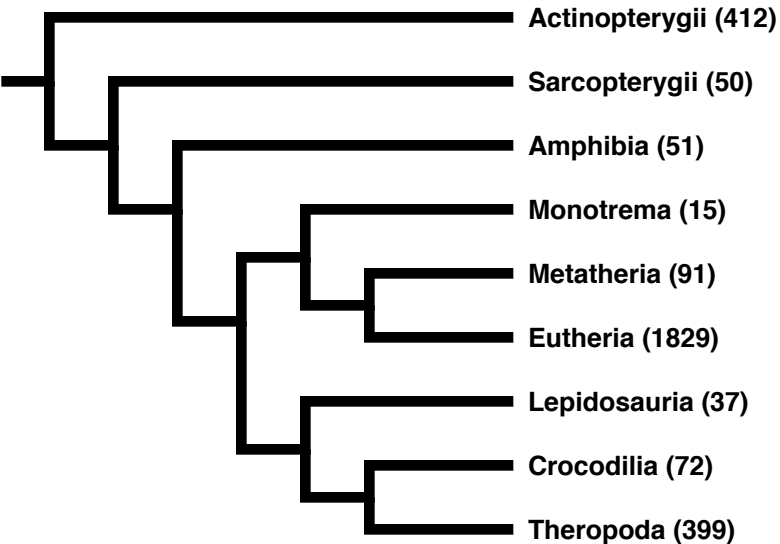 Actinopterygii (412)
Sarcopterygii (50)
Amphibia (51)
Monotrema (15)
Metatheria (91)
Eutheria (1829)
Lepidosauria (37)
Crocodilia (72)
Theropoda (399)